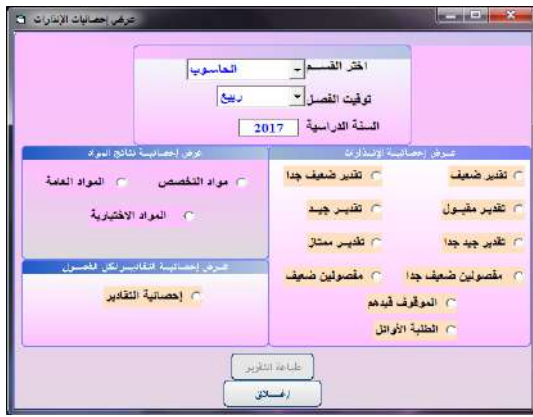 عرض إحصائيات الإنذارات
اختر القسم الحاسوب
توقيت الفصل ربيع
السنة الدراسية 2017
عرض إحصائية الإنذارات
تقدير ضعيف تقدير ضعيف جدا
تقدير مقبول تقدير جيد
تقدير جيد جدا تقدير ممتاز
مفصولين ضعيف جدا مفصولين ضعيف
الموقوف قيدهم
الطلبة الأوائل
عرض إحصائية نتائج المواد
مواد التخصص المواد العامة
المواد الاختيارية
عرض إحصائية التقادير لكل الفصول
إحصائية التقادير
طباعة التقرير
إغلاق